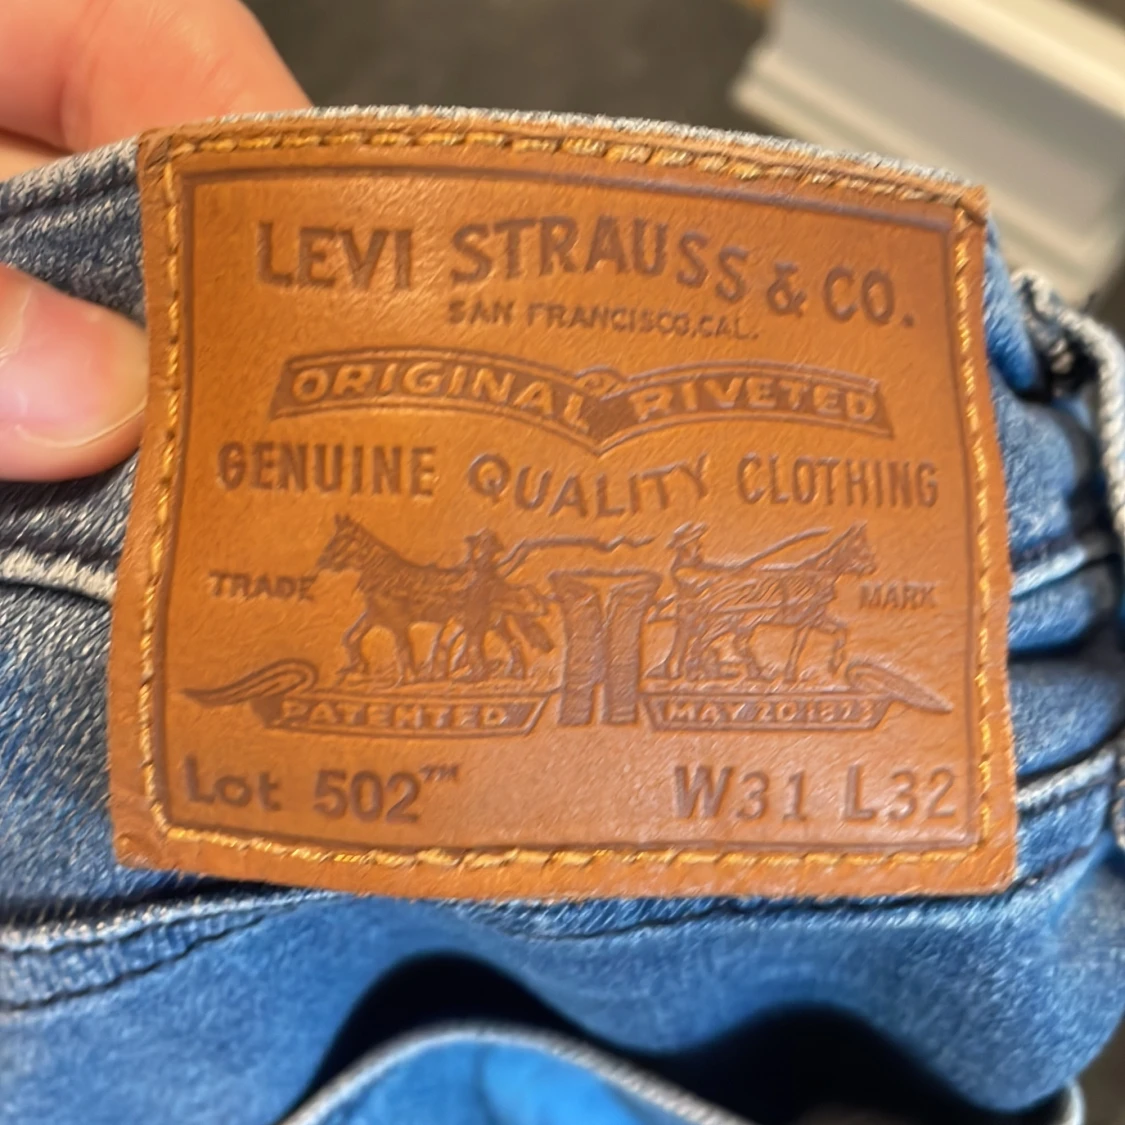 LEVI STRAUSS & CO.
SAN FRANCISCO, CAL.
ORIGINAL RIVETED
GENUINE QUALITY CLOTHING
TRADE MARK
PATENTED MAY 20 1873
Lot 502™ W31 L32